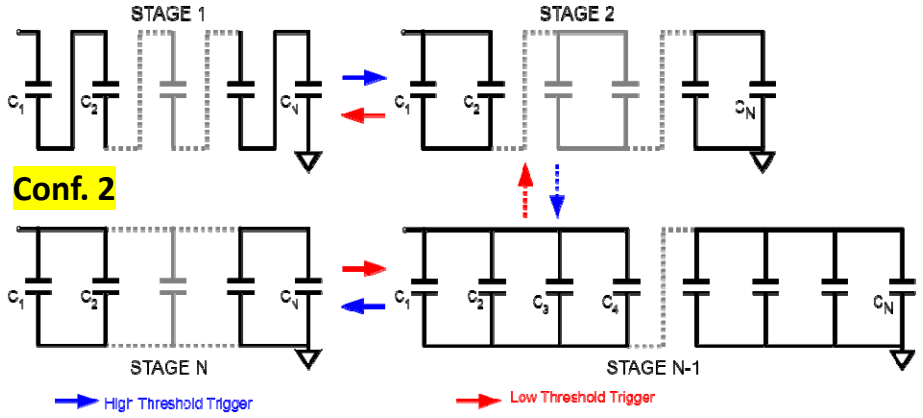 STAGE 1
STAGE 2
C1 C2 CN
C1 C2 CN
Conf. 2
C1 C2 CN
C1 C2 C3 C4 CN
STAGE N
STAGE N-1
High Threshold Trigger
Low Threshold Trigger